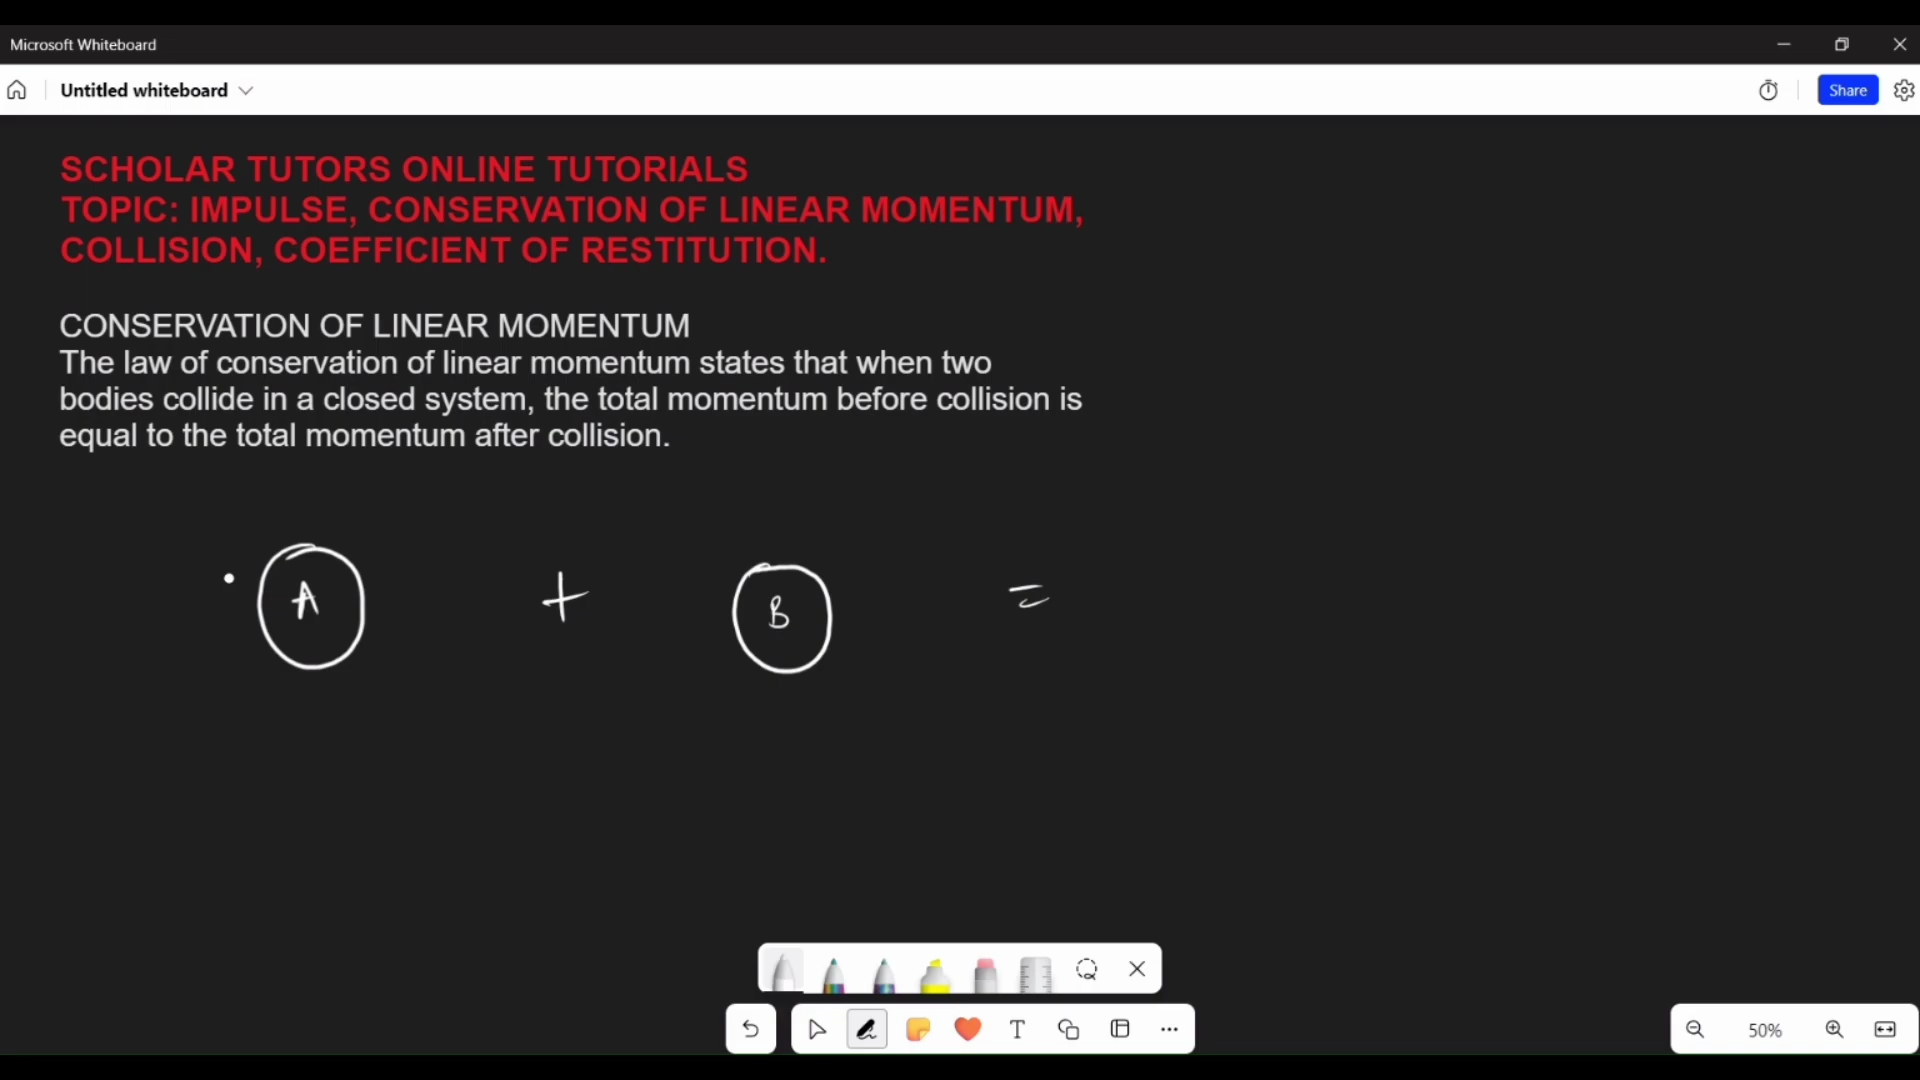 Microsoft Whiteboard
Untitled whiteboard
Share
SCHOLAR TUTORS ONLINE TUTORIALS
TOPIC: IMPULSE, CONSERVATION OF LINEAR MOMENTUM,
COLLISION, COEFFICIENT OF RESTITUTION.
CONSERVATION OF LINEAR MOMENTUM
The law of conservation of linear momentum states that when two
bodies collide in a closed system, the total momentum before collision is
equal to the total momentum after collision.
A + B =
50%